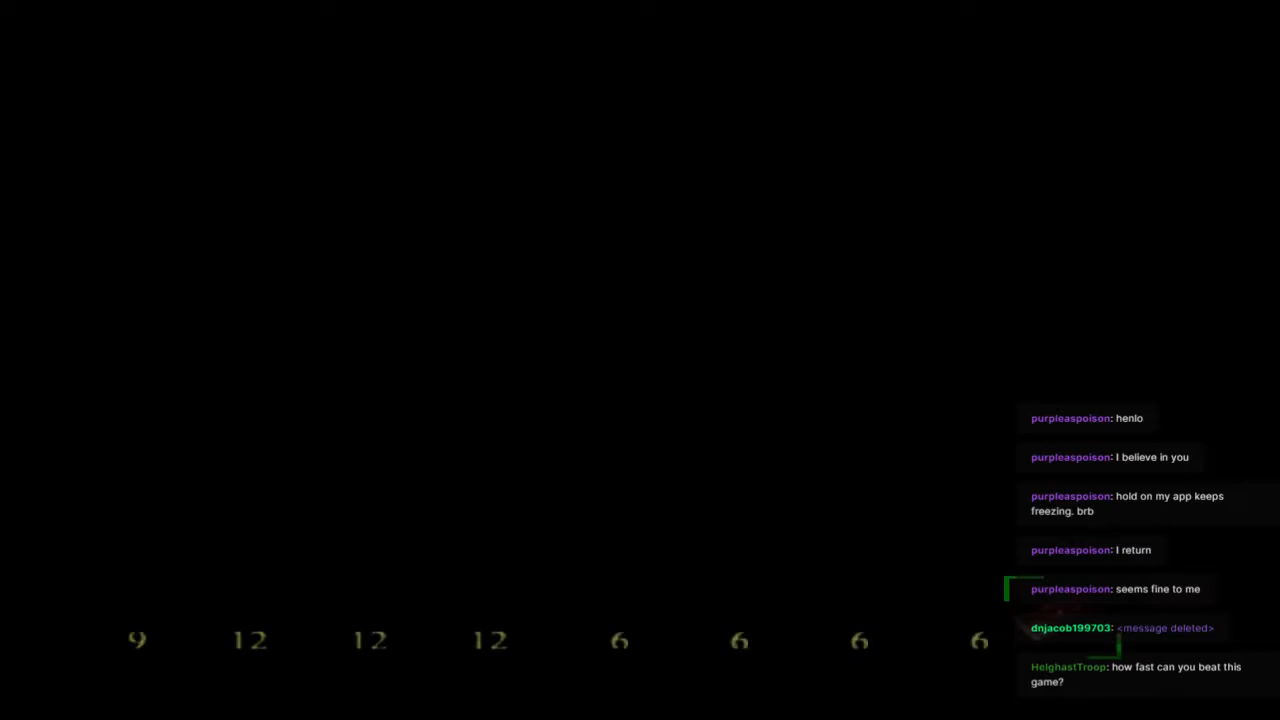 purpleaspoison: henlo
purpleaspoison: I believe in you
purpleaspoison: hold on my app keeps
freezing. brb
purpleaspoison: I return
purpleaspoison: seems fine to me
dnjacob199703: <message deleted>
HelghastTroop: how fast can you beat this
game?
9 12 12 12 6 6 6 6